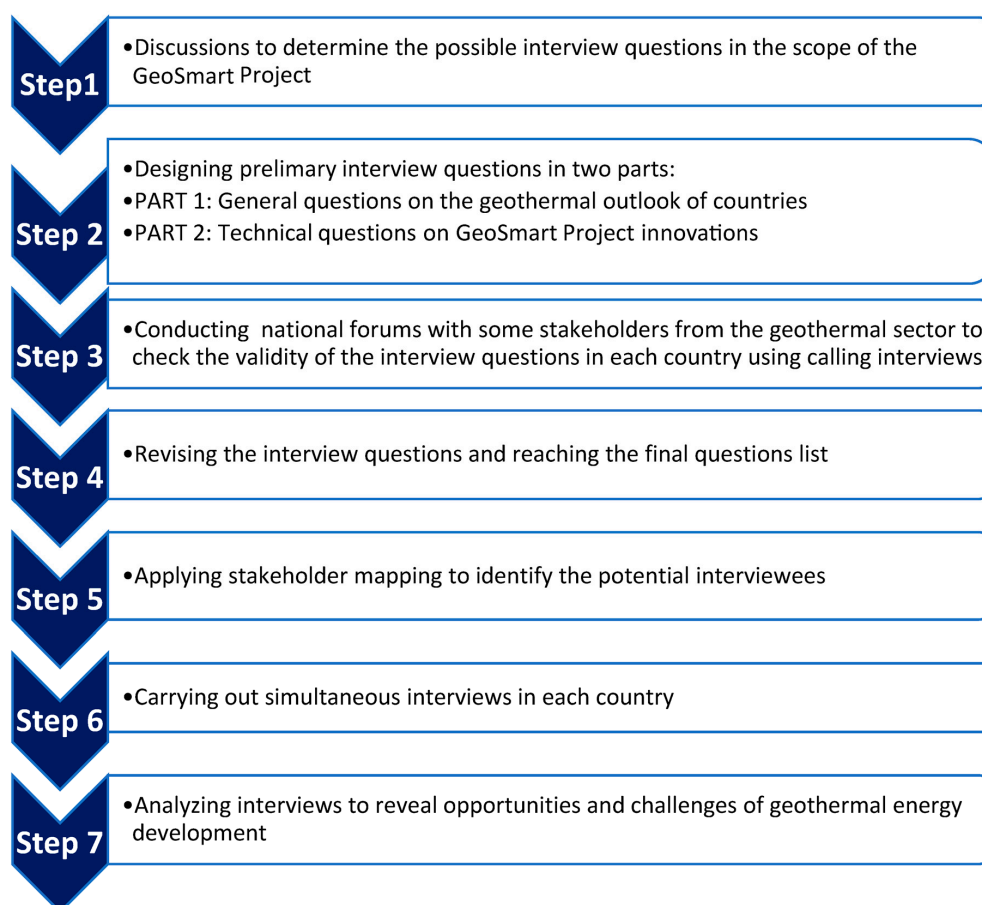 Step1
•Discussions to determine the possible interview questions in the scope of the
GeoSmart Project
Step 2
•Designing prelimary interview questions in two parts:
•PART 1: General questions on the geothermal outlook of countries
•PART 2: Technical questions on GeoSmart Project innovations
Step 3
•Conducting national forums with some stakeholders from the geothermal sector to
check the validity of the interview questions in each country using calling interviews
Step 4
•Revising the interview questions and reaching the final questions list
Step 5
•Applying stakeholder mapping to identify the potential interviewees
Step 6
•Carrying out simultaneous interviews in each country
Step 7
•Analyzing interviews to reveal opportunities and challenges of geothermal energy
development